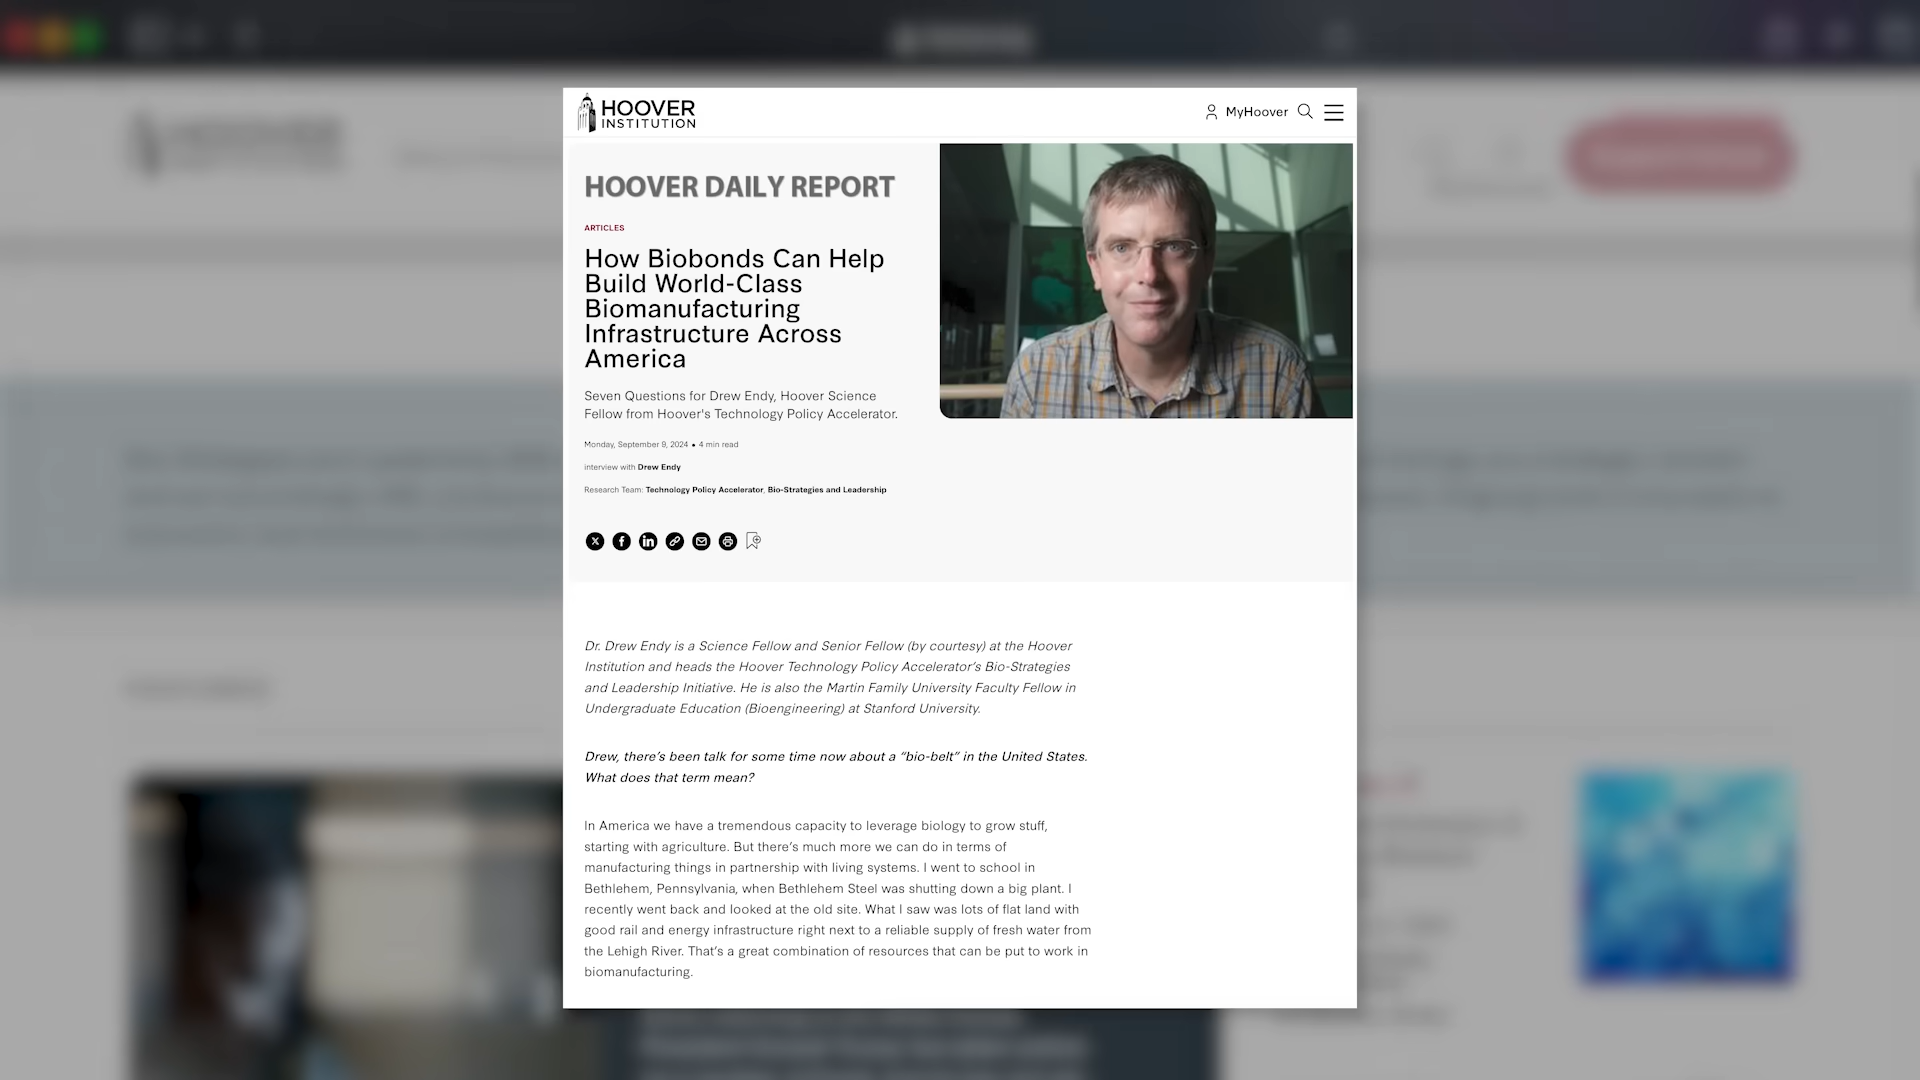 HOOVER
INSTITUTION
MyHoover
HOOVER DAILY REPORT
ARTICLES
How Biobonds Can Help
Build World-Class
Biomanufacturing
Infrastructure Across
America
Seven Questions for Drew Endy, Hoover Science
Fellow from Hoover's Technology Policy Accelerator.
Monday, September 9, 2024 • 4 min read
interview with Drew Endy
Research Team: Technology Policy Accelerator, Bio-Strategies and Leadership
Dr. Drew Endy is a Science Fellow and Senior Fellow (by courtesy) at the Hoover
Institution and heads the Hoover Technology Policy Accelerator's Bio-Strategies
and Leadership Initiative. He is also the Martin Family University Faculty Fellow in
Undergraduate Education (Bioengineering) at Stanford University.
Drew, there's been talk for some time now about a “bio-belt” in the United States.
What does that term mean?
In America we have a tremendous capacity to leverage biology to grow stuff,
starting with agriculture. But there's much more we can do in terms of
manufacturing things in partnership with living systems. I went to school in
Bethlehem, Pennsylvania, when Bethlehem Steel was shutting down a big plant. I
recently went back and looked at the old site. What I saw was lots of flat land with
good rail and energy infrastructure right next to a reliable supply of fresh water from
the Lehigh River. That's a great combination of resources that can be put to work in
biomanufacturing.